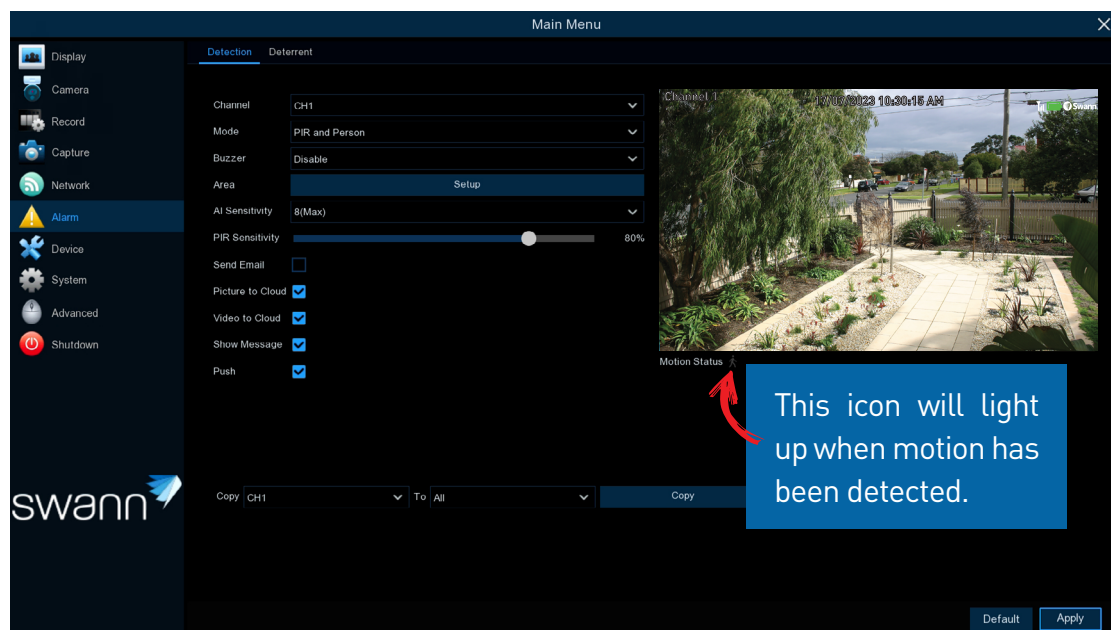 Main Menu
Display
Camera
Record
Capture
Network
Alarm
Device
System
Advanced
Shutdown
swann
Detection Deterrent
Channel CH1
Mode PIR and Person
Buzzer Disable
Area Setup
AI Sensitivity 8(Max)
PIR Sensitivity 80%
Send Email
Picture to Cloud
Video to Cloud
Show Message
Push
Channel 1 17/07/2023 10:30:15 AM Swann
Motion Status
This icon will light
up when motion has
been detected.
Copy CH1 To All Copy
Default Apply